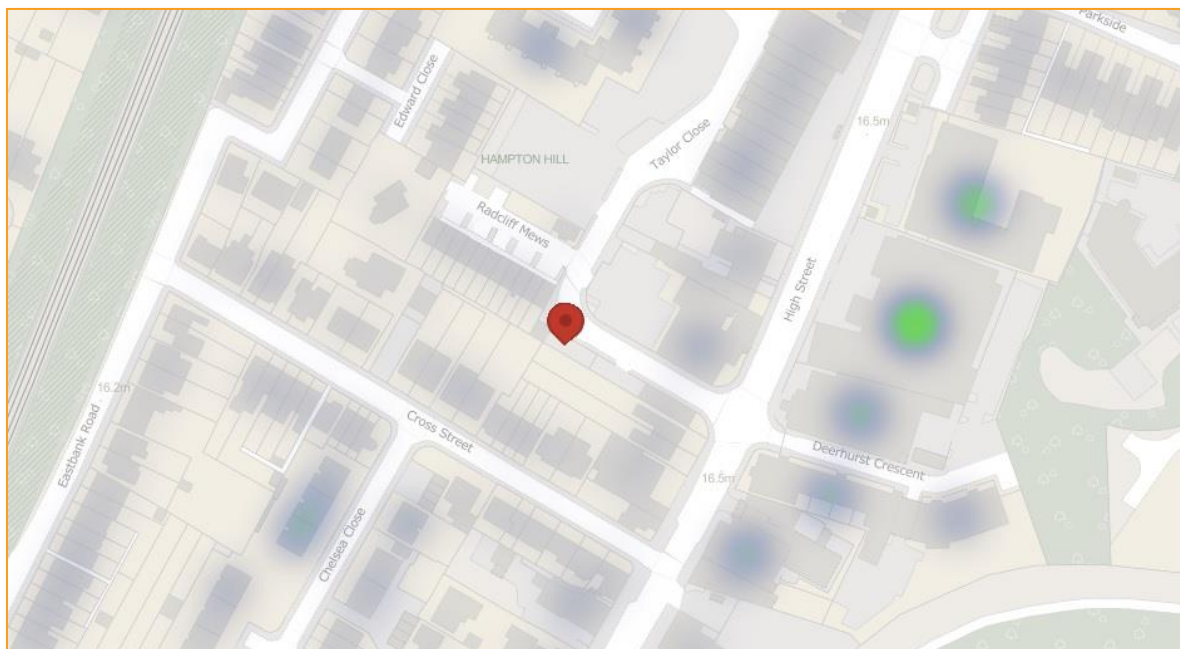 Parkside
Edward Close
16.5m
Taylor Close
HAMPTON HILL
Radcliff Mews
High Street
16.2m
Cross Street
Eastbank Road
Deerhurst Crescent
16.5m
Chelsea Close